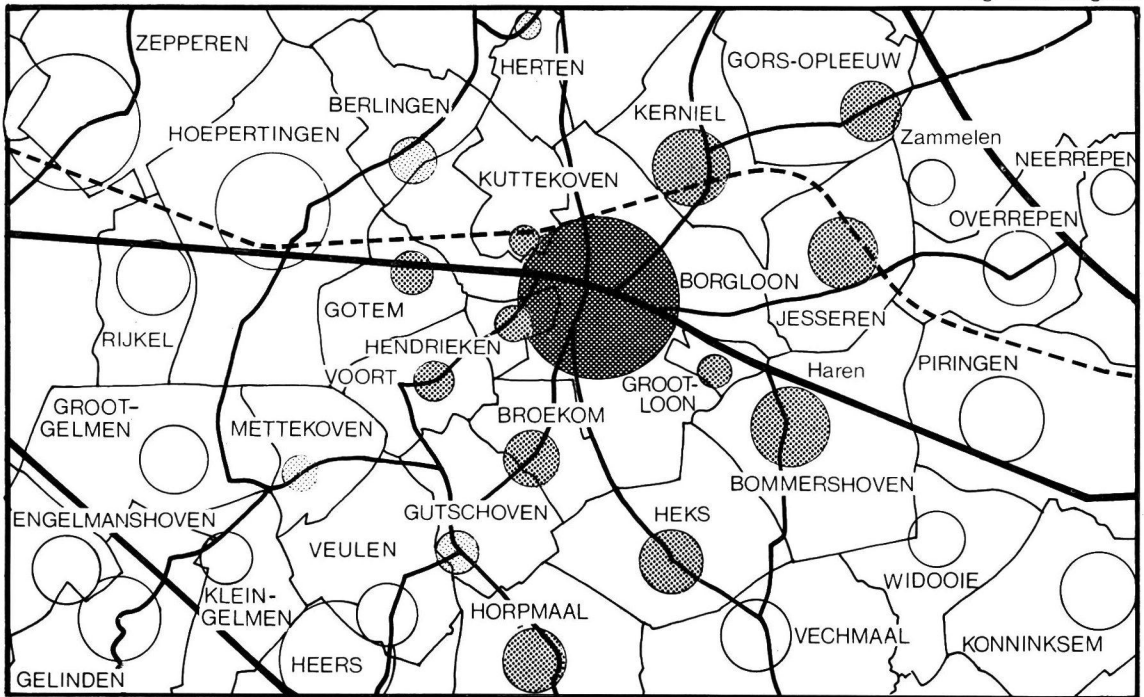 ZEPPEREN
HERTEN
GORS-OPLEEUW
BERLINGEN
KERNIEL
HOEPERTINGEN
Zammelen
NEERREPEN
KUTTEKOVEN
OVERREPEN
BORGLOON
GOTEM
JESSEREN
RIJKEL
HENDRIEKEN
VOORT
Haren
PIRINGEN
GROOT-
LOON
GROOT-
GELMEN
BROEKOM
METTEKOVEN
BOMMERSHOVEN
ENGELMANSHOVEN
GUTSCHOVEN
HEKS
VEULEN
WIDOOIE
KLEIN-
GELMEN
HORPMAAL
VECHMAAL
KONNINKSEM
HEERS
GELINDEN